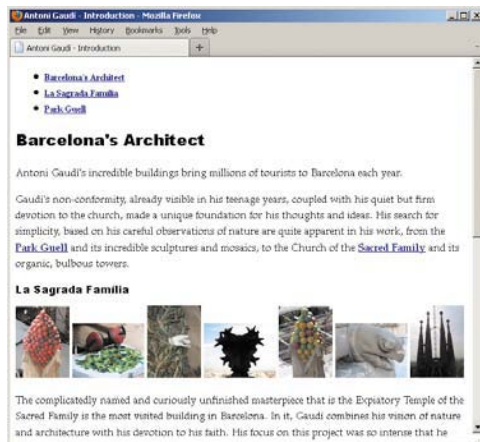 Antoni Gaudí - Introduction - Mozilla Firefox
File Edit View History Bookmarks Tools Help
Antoni Gaudí - Introduction
Barcelona's Architect
La Sagrada Família
Park Guell
Barcelona's Architect
Antoni Gaudí's incredible buildings bring millions of tourists to Barcelona each year.
Gaudí's non-conformity, already visible in his teenage years, coupled with his quiet but firm
devotion to the church, made a unique foundation for his thoughts and ideas. His search for
simplicity, based on his careful observations of nature are quite apparent in his work, from the
Park Guell and its incredible sculptures and mosaics, to the Church of the Sacred Family and its
organic, bulbous towers.
La Sagrada Família
The complicatedly named and curiously unfinished masterpiece that is the Expiatory Temple of the
Sacred Family is the most visited building in Barcelona. In it, Gaudí combines his vision of nature
and architecture with his devotion to his faith. His focus on this project was so intense that he